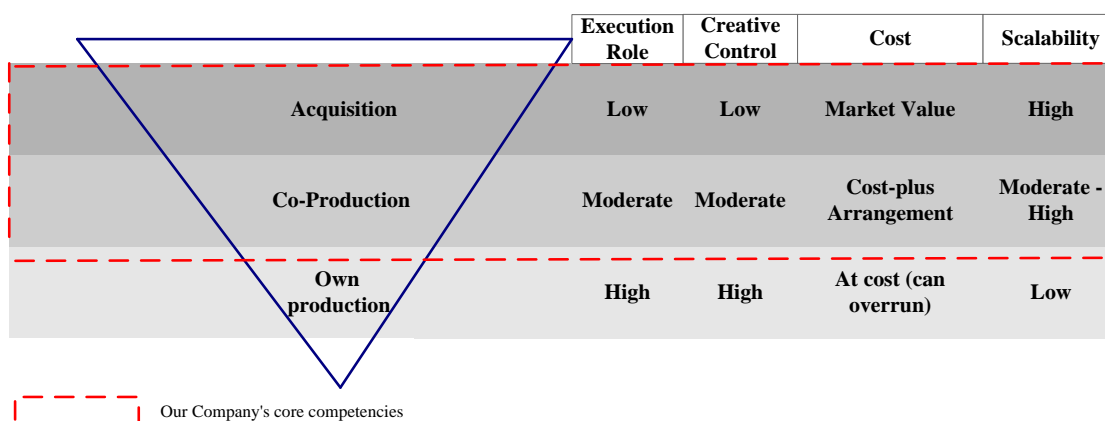 Execution Role Creative Control Cost Scalability
Acquisition Low Low Market Value High
Co-Production Moderate Moderate Cost-plus Arrangement Moderate - High
Own production High High At cost (can overrun) Low
Our Company's core competencies